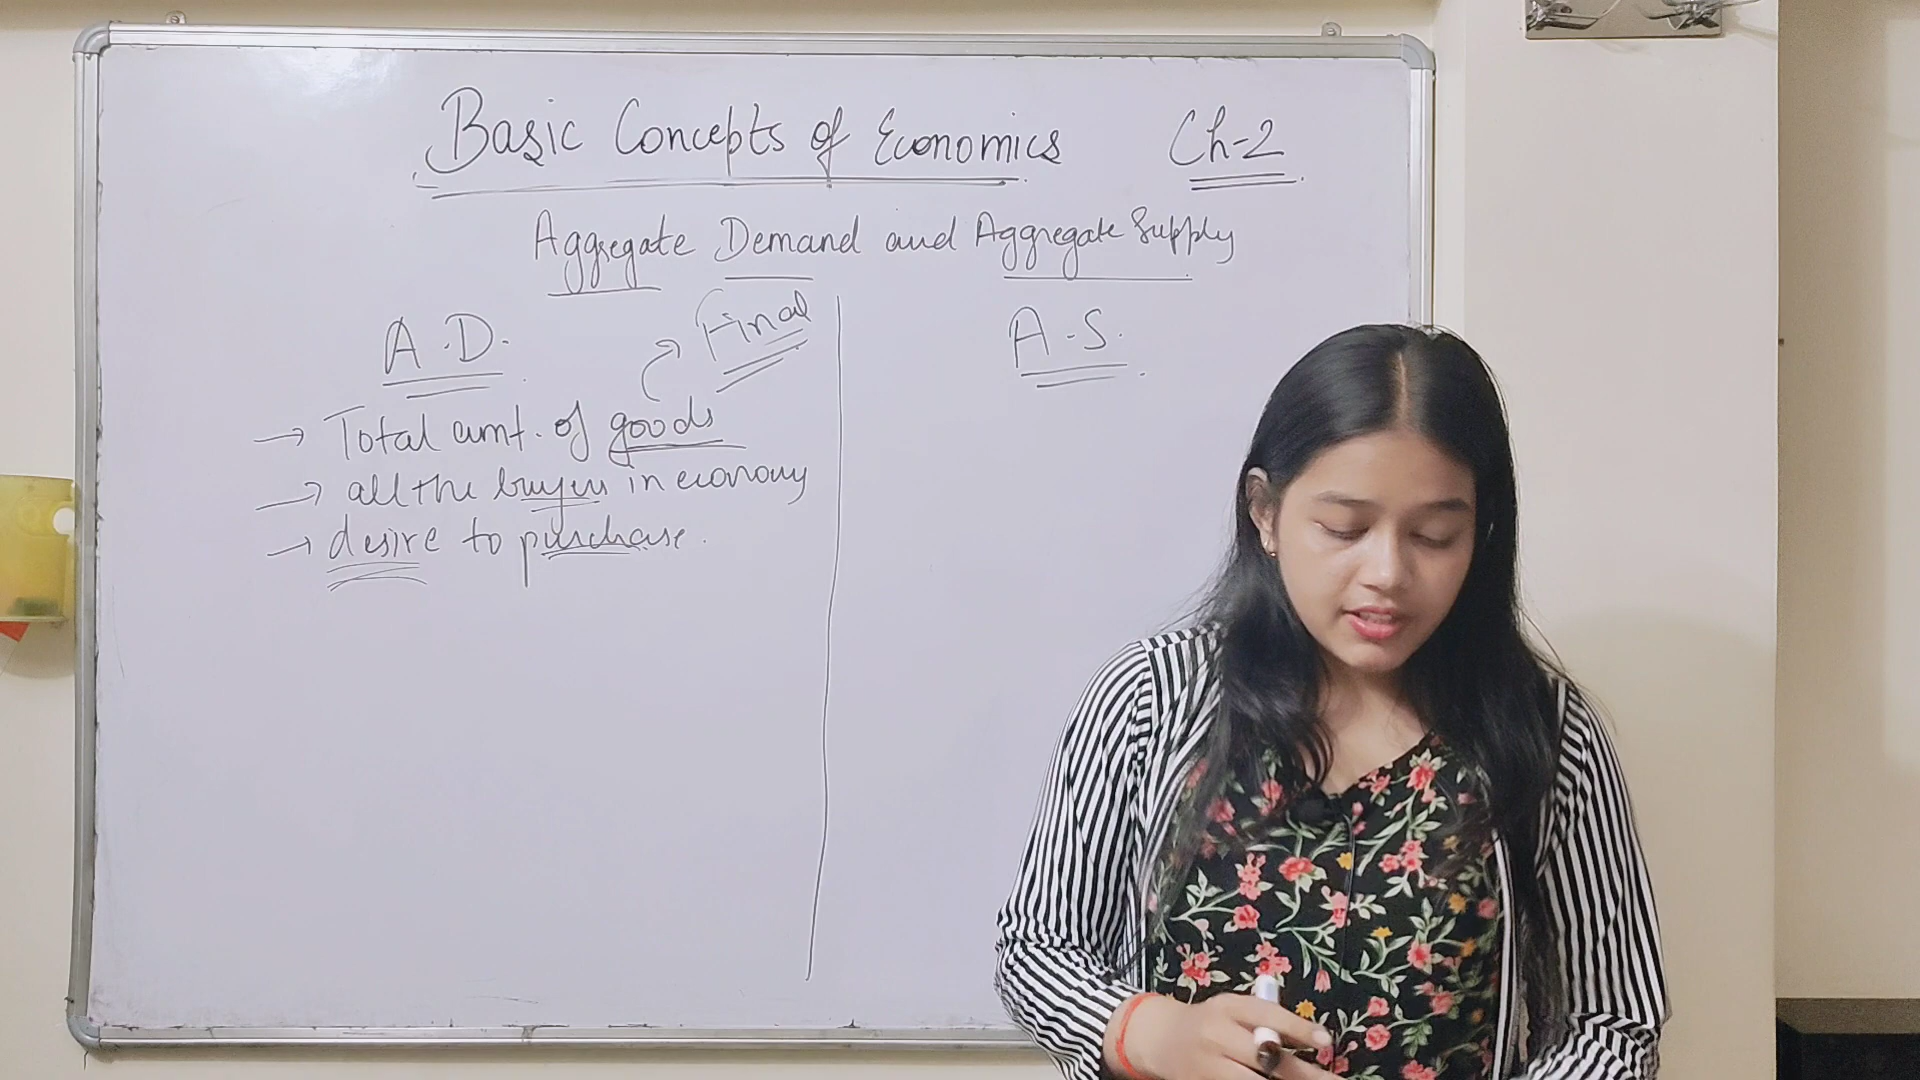 Basic Concepts of Economics Ch-2
Aggregate Demand and Aggregate Supply
A.D.
Final
→ Total amt. of goods
→ all the buyers in economy
→ desire to purchase.
A.S.